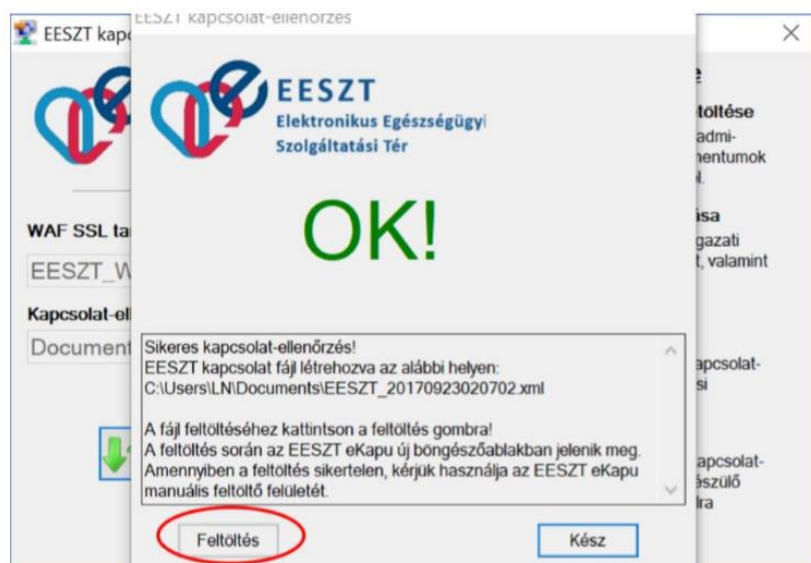 EESZT kapcsolat-ellenőrzés
EESZT kapc
EESZT
Elektronikus Egészségügyi
Szolgáltatási Tér
töltése
admi-
nentumok
OK!
WAF SSL ta
EESZT_W
Kapcsolat-el
Document
gazati
t, valamint
Sikeres kapcsolat-ellenőrzés!
EESZT kapcsolat fájl létrehozva az alábbi helyen:
C:\Users\LN\Documents\EESZT_20170923020702.xml
A fájl feltöltéséhez kattintson a feltöltés gombra!
A feltöltés során az EESZT eKapu új böngészőablakban jelenik meg.
Amennyiben a feltöltés sikertelen, kérjük használja az EESZT eKapu
manuális feltöltő felületét.
apcsolat-
si
apcsolat-
észülő
lra
Feltöltés
Kész